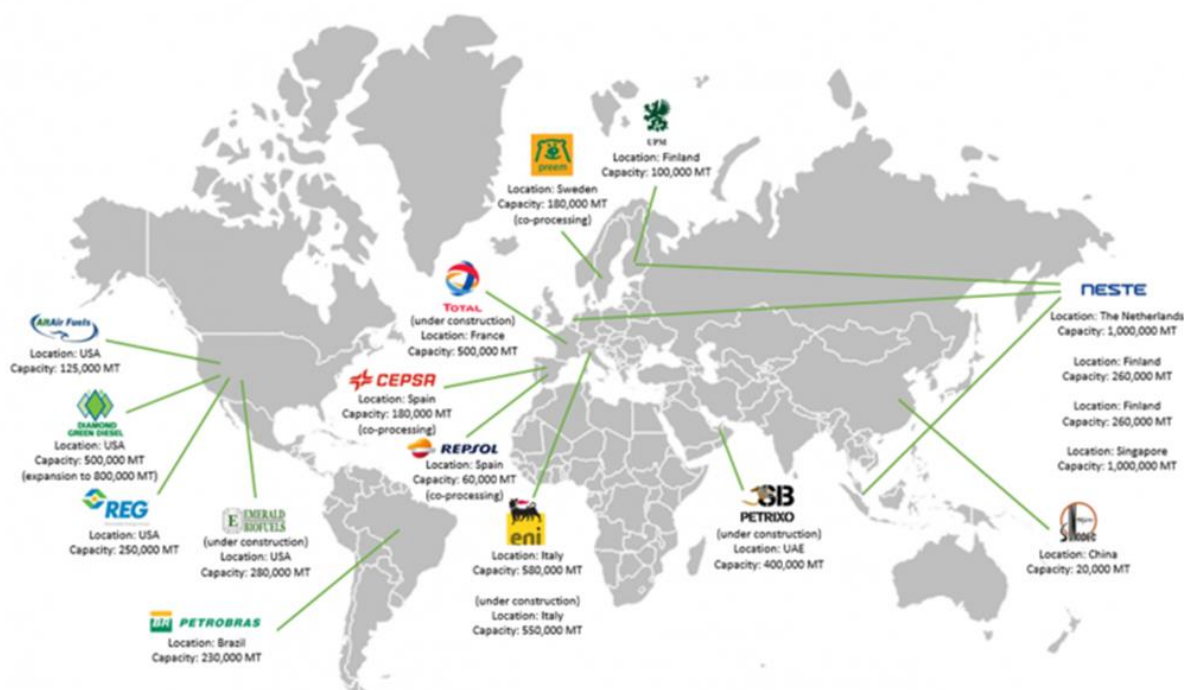 UPM
Location: Finland
Capacity: 100,000 MT
preem
Location: Sweden
Capacity: 180,000 MT
(co-processing)
TOTAL
(under construction)
Location: France
Capacity: 500,000 MT
NESTE
Location: The Netherlands
Capacity: 1,000,000 MT
Location: Finland
Capacity: 260,000 MT
Location: Finland
Capacity: 260,000 MT
Location: Singapore
Capacity: 1,000,000 MT
AltAir Fuels
Location: USA
Capacity: 125,000 MT
CEPSA
Location: Spain
Capacity: 180,000 MT
(co-processing)
DIAMOND
GREEN DIESEL
Location: USA
Capacity: 500,000 MT
(expansion to 800,000 MT)
REPSOL
Location: Spain
Capacity: 60,000 MT
(co-processing)
REG
Location: USA
Capacity: 250,000 MT
E EMERALD
BIOFUELS
(under construction)
Location: USA
Capacity: 280,000 MT
eni
Location: Italy
Capacity: 580,000 MT
(under construction)
Location: Italy
Capacity: 550,000 MT
PETRIXO
(under construction)
Location: UAE
Capacity: 400,000 MT
Location: China
Capacity: 20,000 MT
BR PETROBRAS
Location: Brazil
Capacity: 230,000 MT